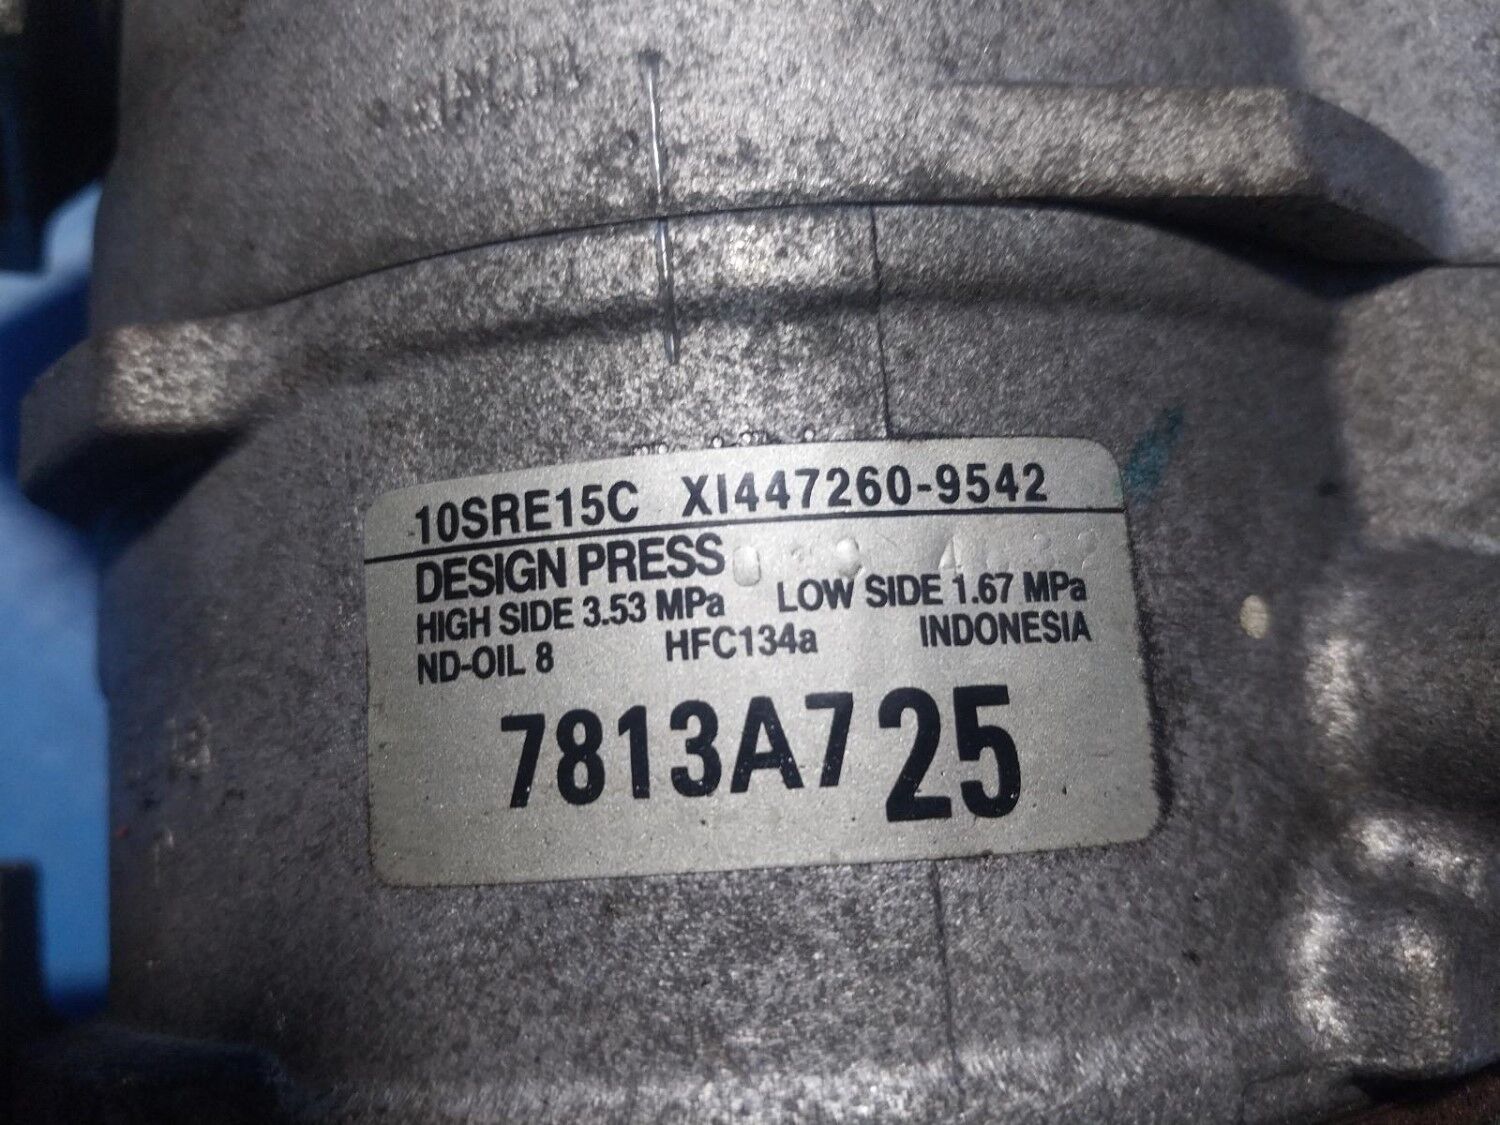 10SRE15C XI447260-9542
DESIGN PRESS
HIGH SIDE 3.53 MPa LOW SIDE 1.67 MPa
ND-OIL 8 HFC134a INDONESIA
7813A725